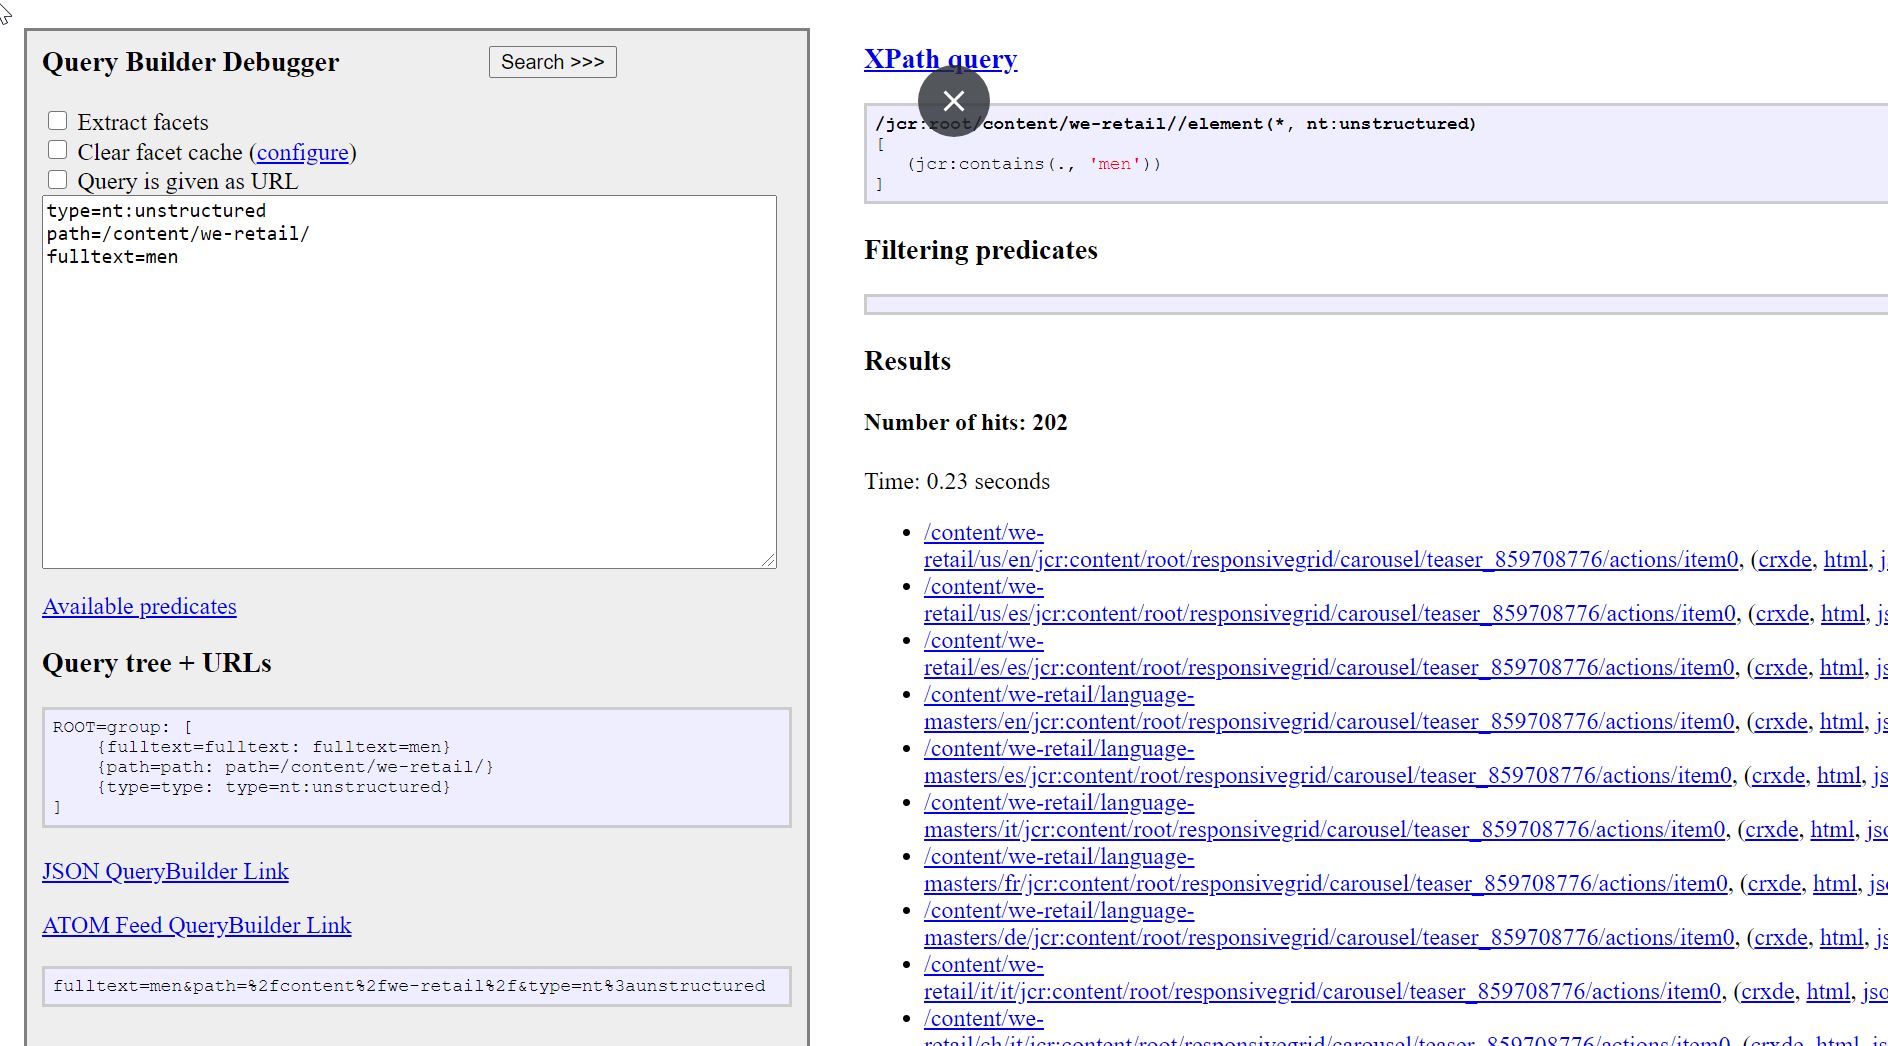 Query Builder Debugger
Search >>>
Extract facets
Clear facet cache (configure)
Query is given as URL
type=nt:unstructured
path=/content/we-retail/
fulltext=men
Available predicates
Query tree + URLs
ROOT=group: [
    {fulltext=fulltext: fulltext=men}
    {path=path: path=/content/we-retail/}
    {type=type: type=nt:unstructured}
]
JSON QueryBuilder Link
ATOM Feed QueryBuilder Link
fulltext=men&path=%2fcontent%2fwe-retail%2f&type=nt%3aunstructured
XPath query
/jcr:root/content/we-retail//element(*, nt:unstructured)
[
   (jcr:contains(., 'men'))
]
Filtering predicates
Results
Number of hits: 202
Time: 0.23 seconds
/content/we-
retail/us/en/jcr:content/root/responsivegrid/carousel/teaser_859708776/actions/item0, (crxde, html, j
/content/we-
retail/us/es/jcr:content/root/responsivegrid/carousel/teaser_859708776/actions/item0, (crxde, html, js
/content/we-
retail/es/es/jcr:content/root/responsivegrid/carousel/teaser_859708776/actions/item0, (crxde, html, js
/content/we-retail/language-
masters/en/jcr:content/root/responsivegrid/carousel/teaser_859708776/actions/item0, (crxde, html, js
/content/we-retail/language-
masters/es/jcr:content/root/responsivegrid/carousel/teaser_859708776/actions/item0, (crxde, html, js
/content/we-retail/language-
masters/it/jcr:content/root/responsivegrid/carousel/teaser_859708776/actions/item0, (crxde, html, jso
/content/we-retail/language-
masters/fr/jcr:content/root/responsivegrid/carousel/teaser_859708776/actions/item0, (crxde, html, jso
/content/we-retail/language-
masters/de/jcr:content/root/responsivegrid/carousel/teaser_859708776/actions/item0, (crxde, html, js
/content/we-
retail/it/it/jcr:content/root/responsivegrid/carousel/teaser_859708776/actions/item0, (crxde, html, jso
/content/we-
retail/ch/it/jcr:content/root/responsivegrid/carousel/teaser_859708776/actions/item0, (crxde, html, js